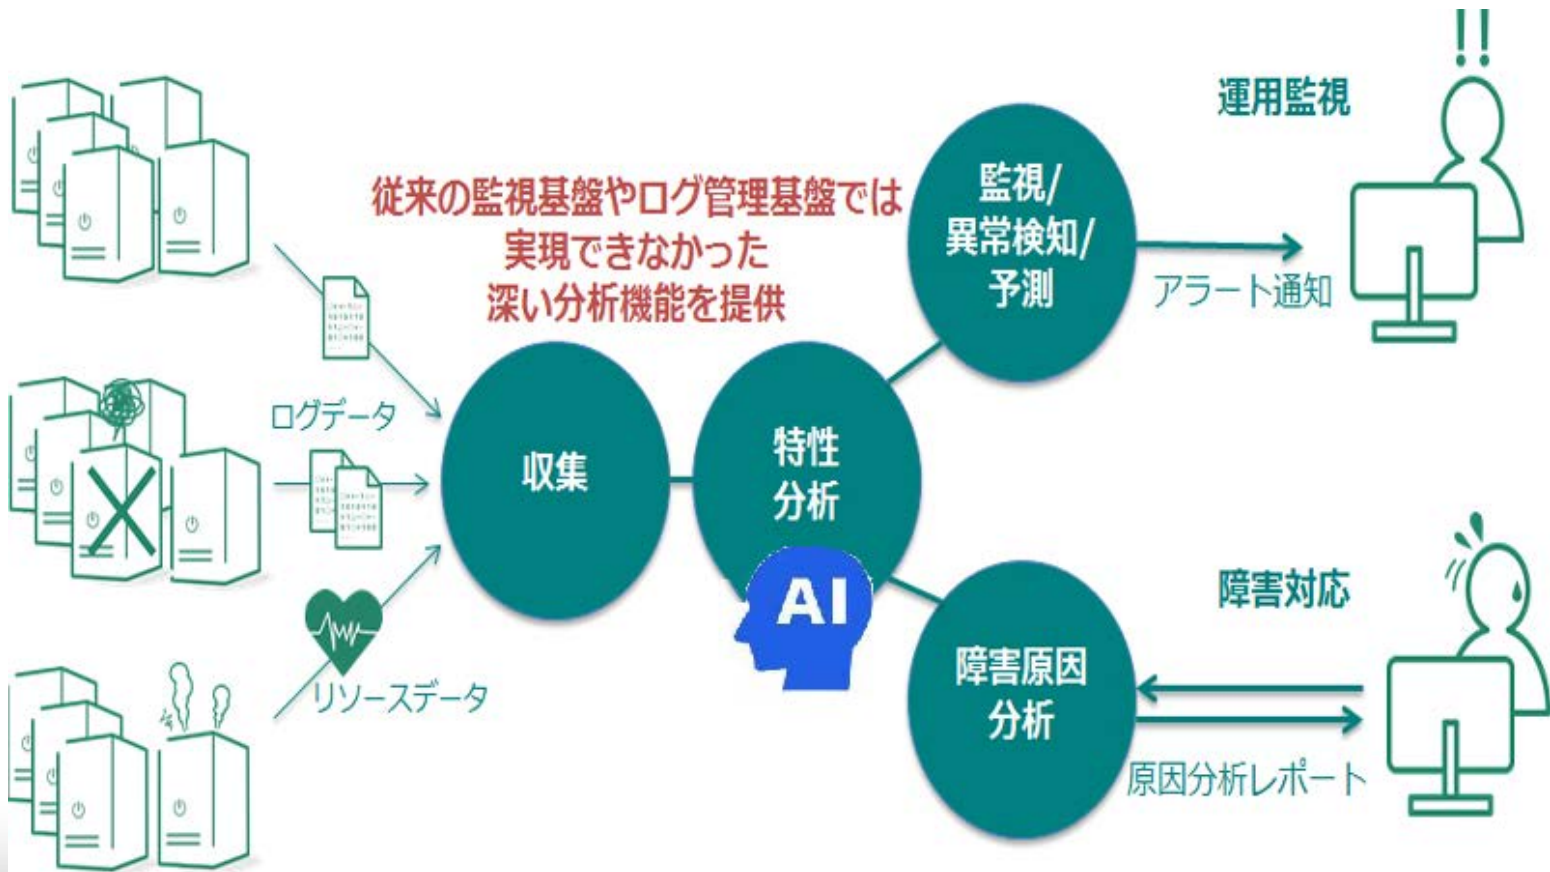 従来の監視基盤やログ管理基盤では
実現できなかった
深い分析機能を提供
ログデータ
リソースデータ
収集
特性
分析
AI
監視/
異常検知/
予測
運用監視
!!
アラート通知
障害原因
分析
障害対応
原因分析レポート